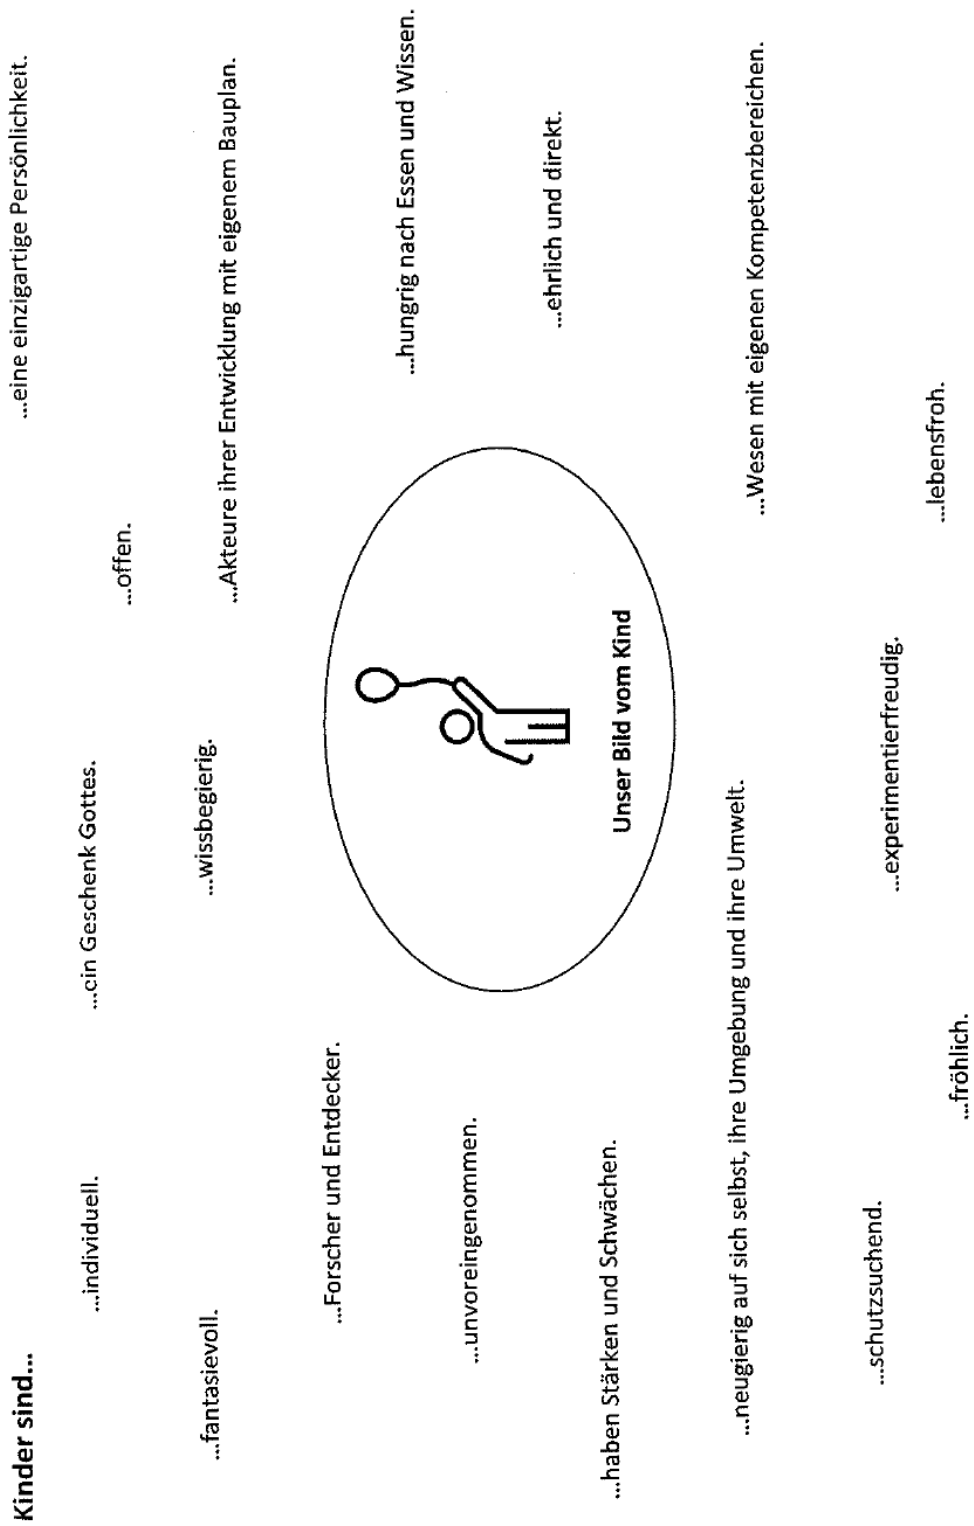 Kinder sind...
...eine einzigartige Persönlichkeit.
...individuell.
...ein Geschenk Gottes.
...offen.
...fantasievoll.
...wissbegierig.
...Akteure ihrer Entwicklung mit eigenem Bauplan.
...Forscher und Entdecker.
...hungrig nach Essen und Wissen.
...unvoreingenommen.
...ehrlich und direkt.
...haben Stärken und Schwächen.
Unser Bild vom Kind
...neugierig auf sich selbst, ihre Umgebung und ihre Umwelt.
...Wesen mit eigenen Kompetenzbereichen.
...schutzsuchend.
...experimentierfreudig.
...lebensfroh.
...fröhlich.